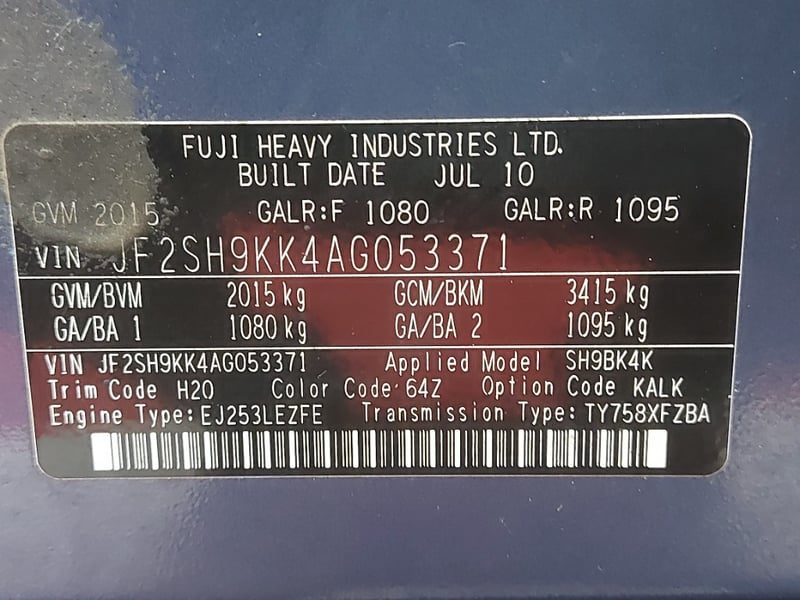 FUJI HEAVY INDUSTRIES LTD.
BUILT DATE JUL 10
GVM 2015 GALR:F 1080 GALR:R 1095
VIN JF2SH9KK4AG053371
GVM/BVM 2015 kg GCM/BKM 3415 kg
GA/BA 1 1080 kg GA/BA 2 1095 kg
VIN JF2SH9KK4AG053371 Applied Model SH9BK4K
Trim Code H20 Color Code 64Z Option Code KALK
Engine Type:EJ253LEZFE Transmission Type:TY758XFZBA